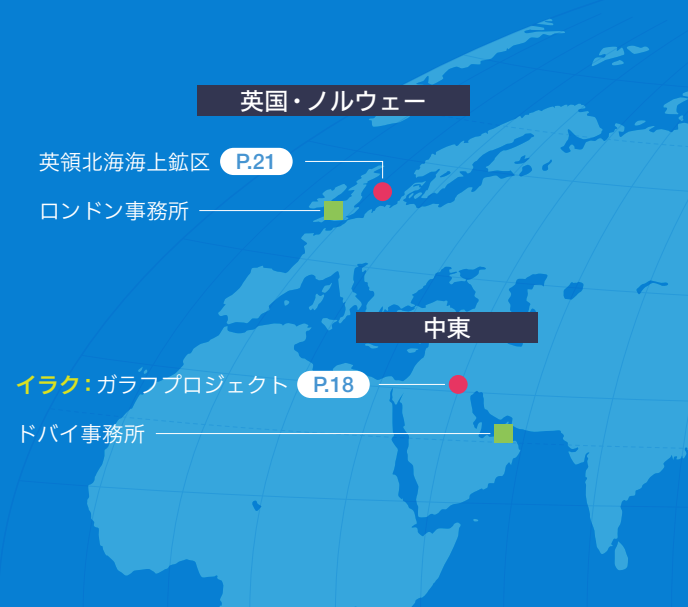 英国・ノルウェー
英領北海海上鉱区 P.21
ロンドン事務所
中東
イラク：ガラフプロジェクト P.18
ドバイ事務所